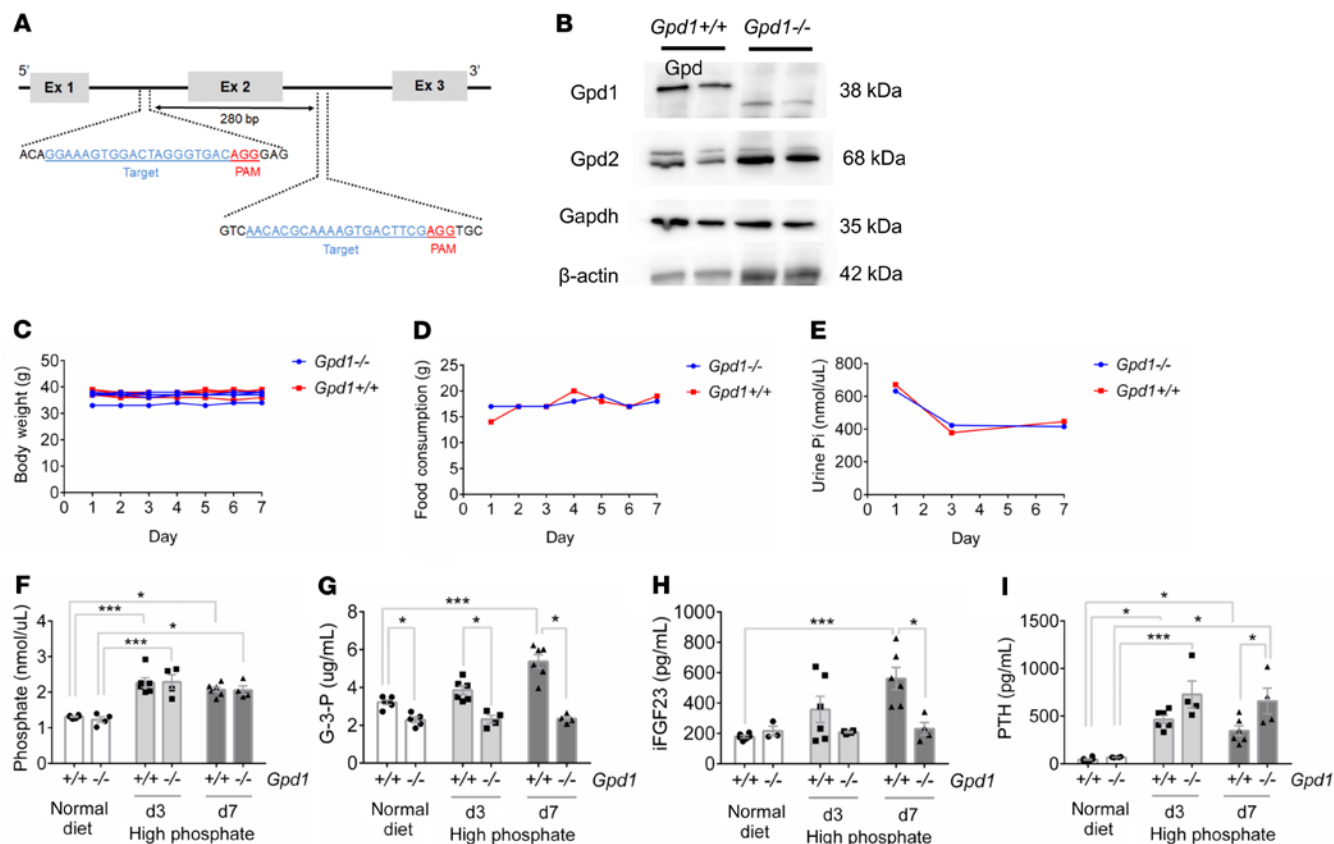 A
5' 3'
Ex 1 Ex 2 Ex 3
280 bp
ACAGGAAAGTGGACTAGGGTGACAGGGAG
Target PAM
GTCAACACGCAAAAGTGACTTCGAGGTGC
Target PAM
B
Gpd1+/+ Gpd1-/-
Gpd
Gpd1 38 kDa
Gpd2 68 kDa
Gapdh 35 kDa
β-actin 42 kDa
C
Body weight (g)
50
40
30
20
10
0
0 1 2 3 4 5 6 7
Day
Gpd1-/-
Gpd1+/+
D
Food consumption (g)
25
20
15
10
5
0
0 1 2 3 4 5 6 7
Day
Gpd1-/-
Gpd1+/+
E
Urine Pi (nmol/uL)
800
600
400
200
0
0 1 2 3 4 5 6 7
Day
Gpd1-/-
Gpd1+/+
F
Phosphate (nmol/uL)
4
3
2
1
0
*
***
*
***
+/+ -/- +/+ -/- +/+ -/-
Normal diet
d3 d7
High phosphate
G
G-3-P (ug/mL)
8
6
4
2
0
***
* * *
+/+ -/- +/+ -/- +/+ -/- Gpd1
Normal diet
d3 d7
High phosphate
H
iFGF23 (pg/mL)
1000
800
600
400
200
0
*** *
+/+ -/- +/+ -/- +/+ -/-
Normal diet
d3 d7
High phosphate
I
PTH (pg/mL)
1500
1000
500
0
*
*
*
***
*
+/+ -/- +/+ -/- +/+ -/- Gpd1
Normal diet
d3 d7
High phosphate